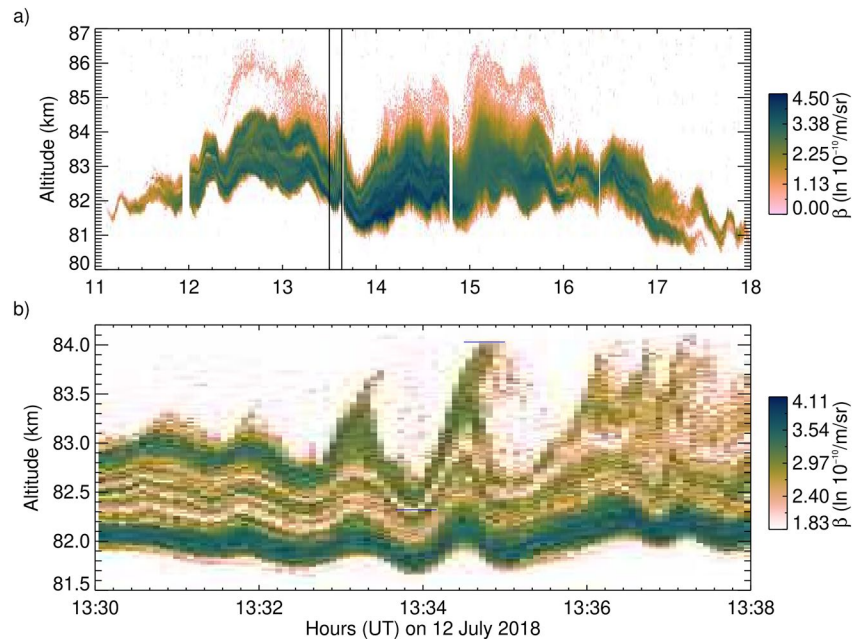 a)
87
86
85
84
83
82
81
80
Altitude (km)
11 12 13 14 15 16 17 18
4.50
3.38
2.25
1.13
0.00
β (ln 10⁻¹⁰/m/sr)
b)
84.0
83.5
83.0
82.5
82.0
81.5
Altitude (km)
13:30 13:32 13:34 13:36 13:38
Hours (UT) on 12 July 2018
4.11
3.54
2.97
2.40
1.83
β (ln 10⁻¹⁰/m/sr)